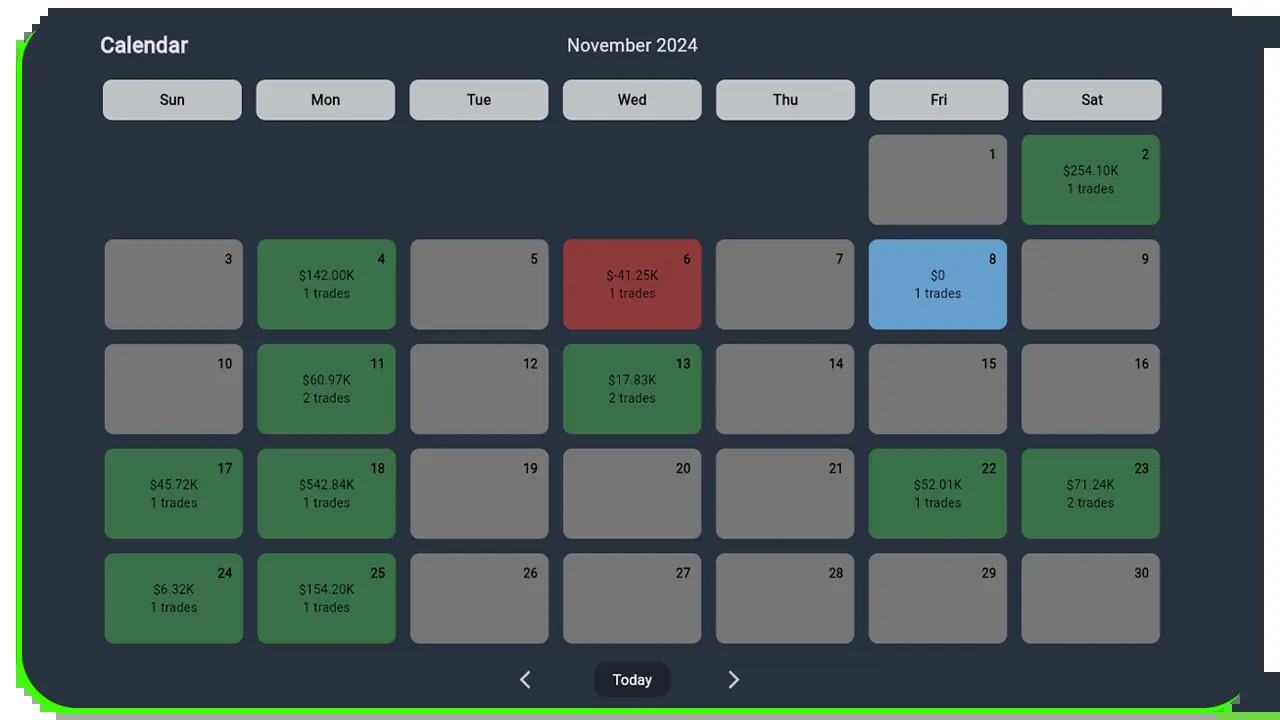 Calendar
November 2024
Sun Mon Tue Wed Thu Fri Sat
1
2
$254.10K
1 trades
3
4
$142.00K
1 trades
5
6
$-41.25K
1 trades
7
8
$0
1 trades
9
10
11
$60.97K
2 trades
12
13
$17.83K
2 trades
14
15
16
17
$45.72K
1 trades
18
$542.84K
1 trades
19
20
21
22
$52.01K
1 trades
23
$71.24K
2 trades
24
$6.32K
1 trades
25
$154.20K
1 trades
26
27
28
29
30
Today